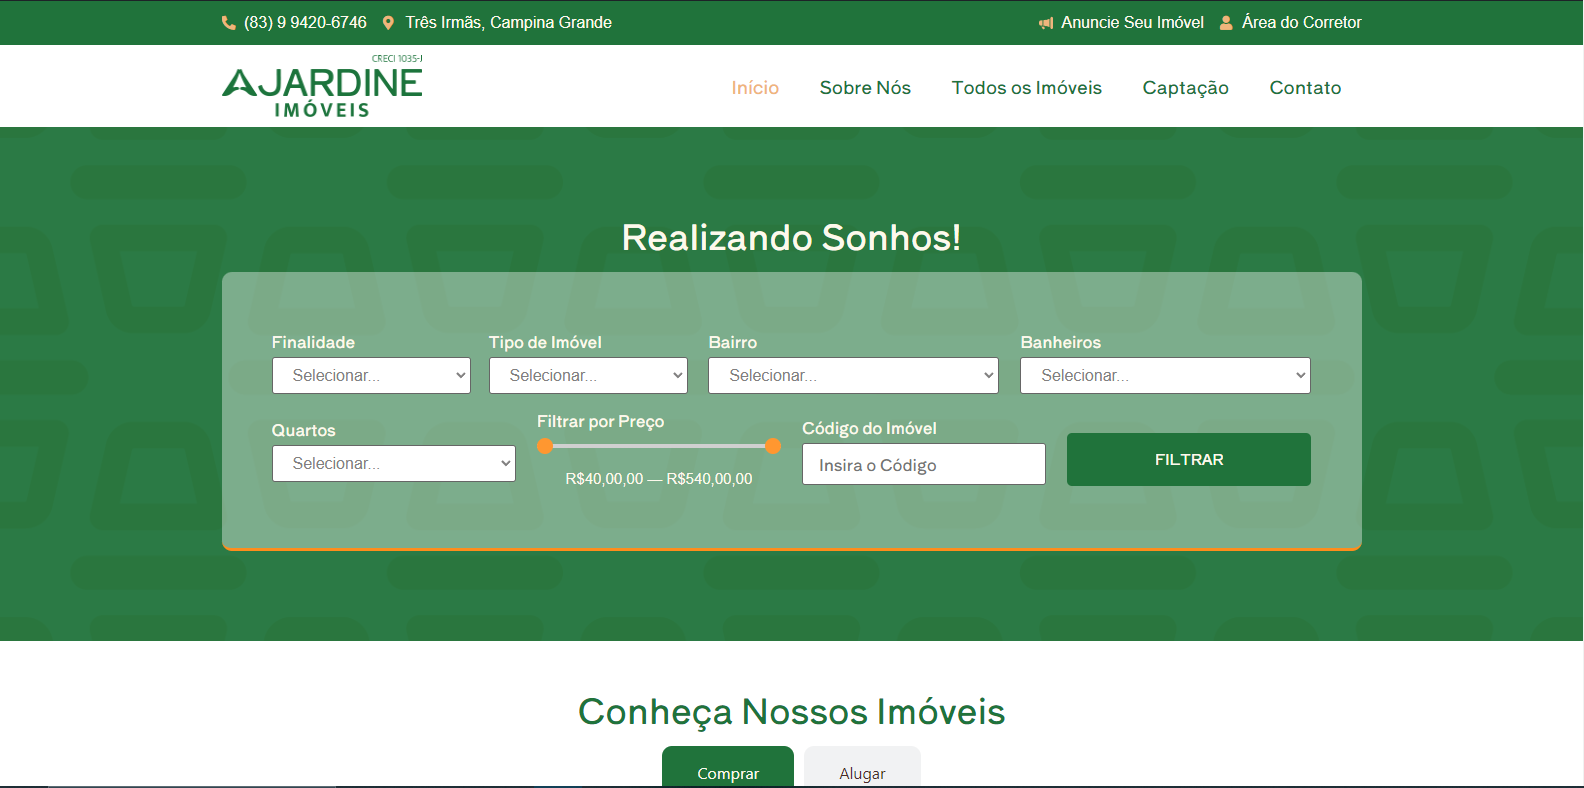 (83) 9 9420-6746 Três Irmãs, Campina Grande Anuncie Seu Imóvel Área do Corretor
CRECI 1035-J
AJARDINE
IMÓVEIS
Início Sobre Nós Todos os Imóveis Captação Contato
Realizando Sonhos!
Finalidade Tipo de Imóvel Bairro Banheiros
Selecionar... Selecionar... Selecionar... Selecionar...
Quartos Filtrar por Preço Código do Imóvel
Selecionar... Insira o Código FILTRAR
R$40,00,00 — R$540,00,00
Conheça Nossos Imóveis
Comprar Alugar